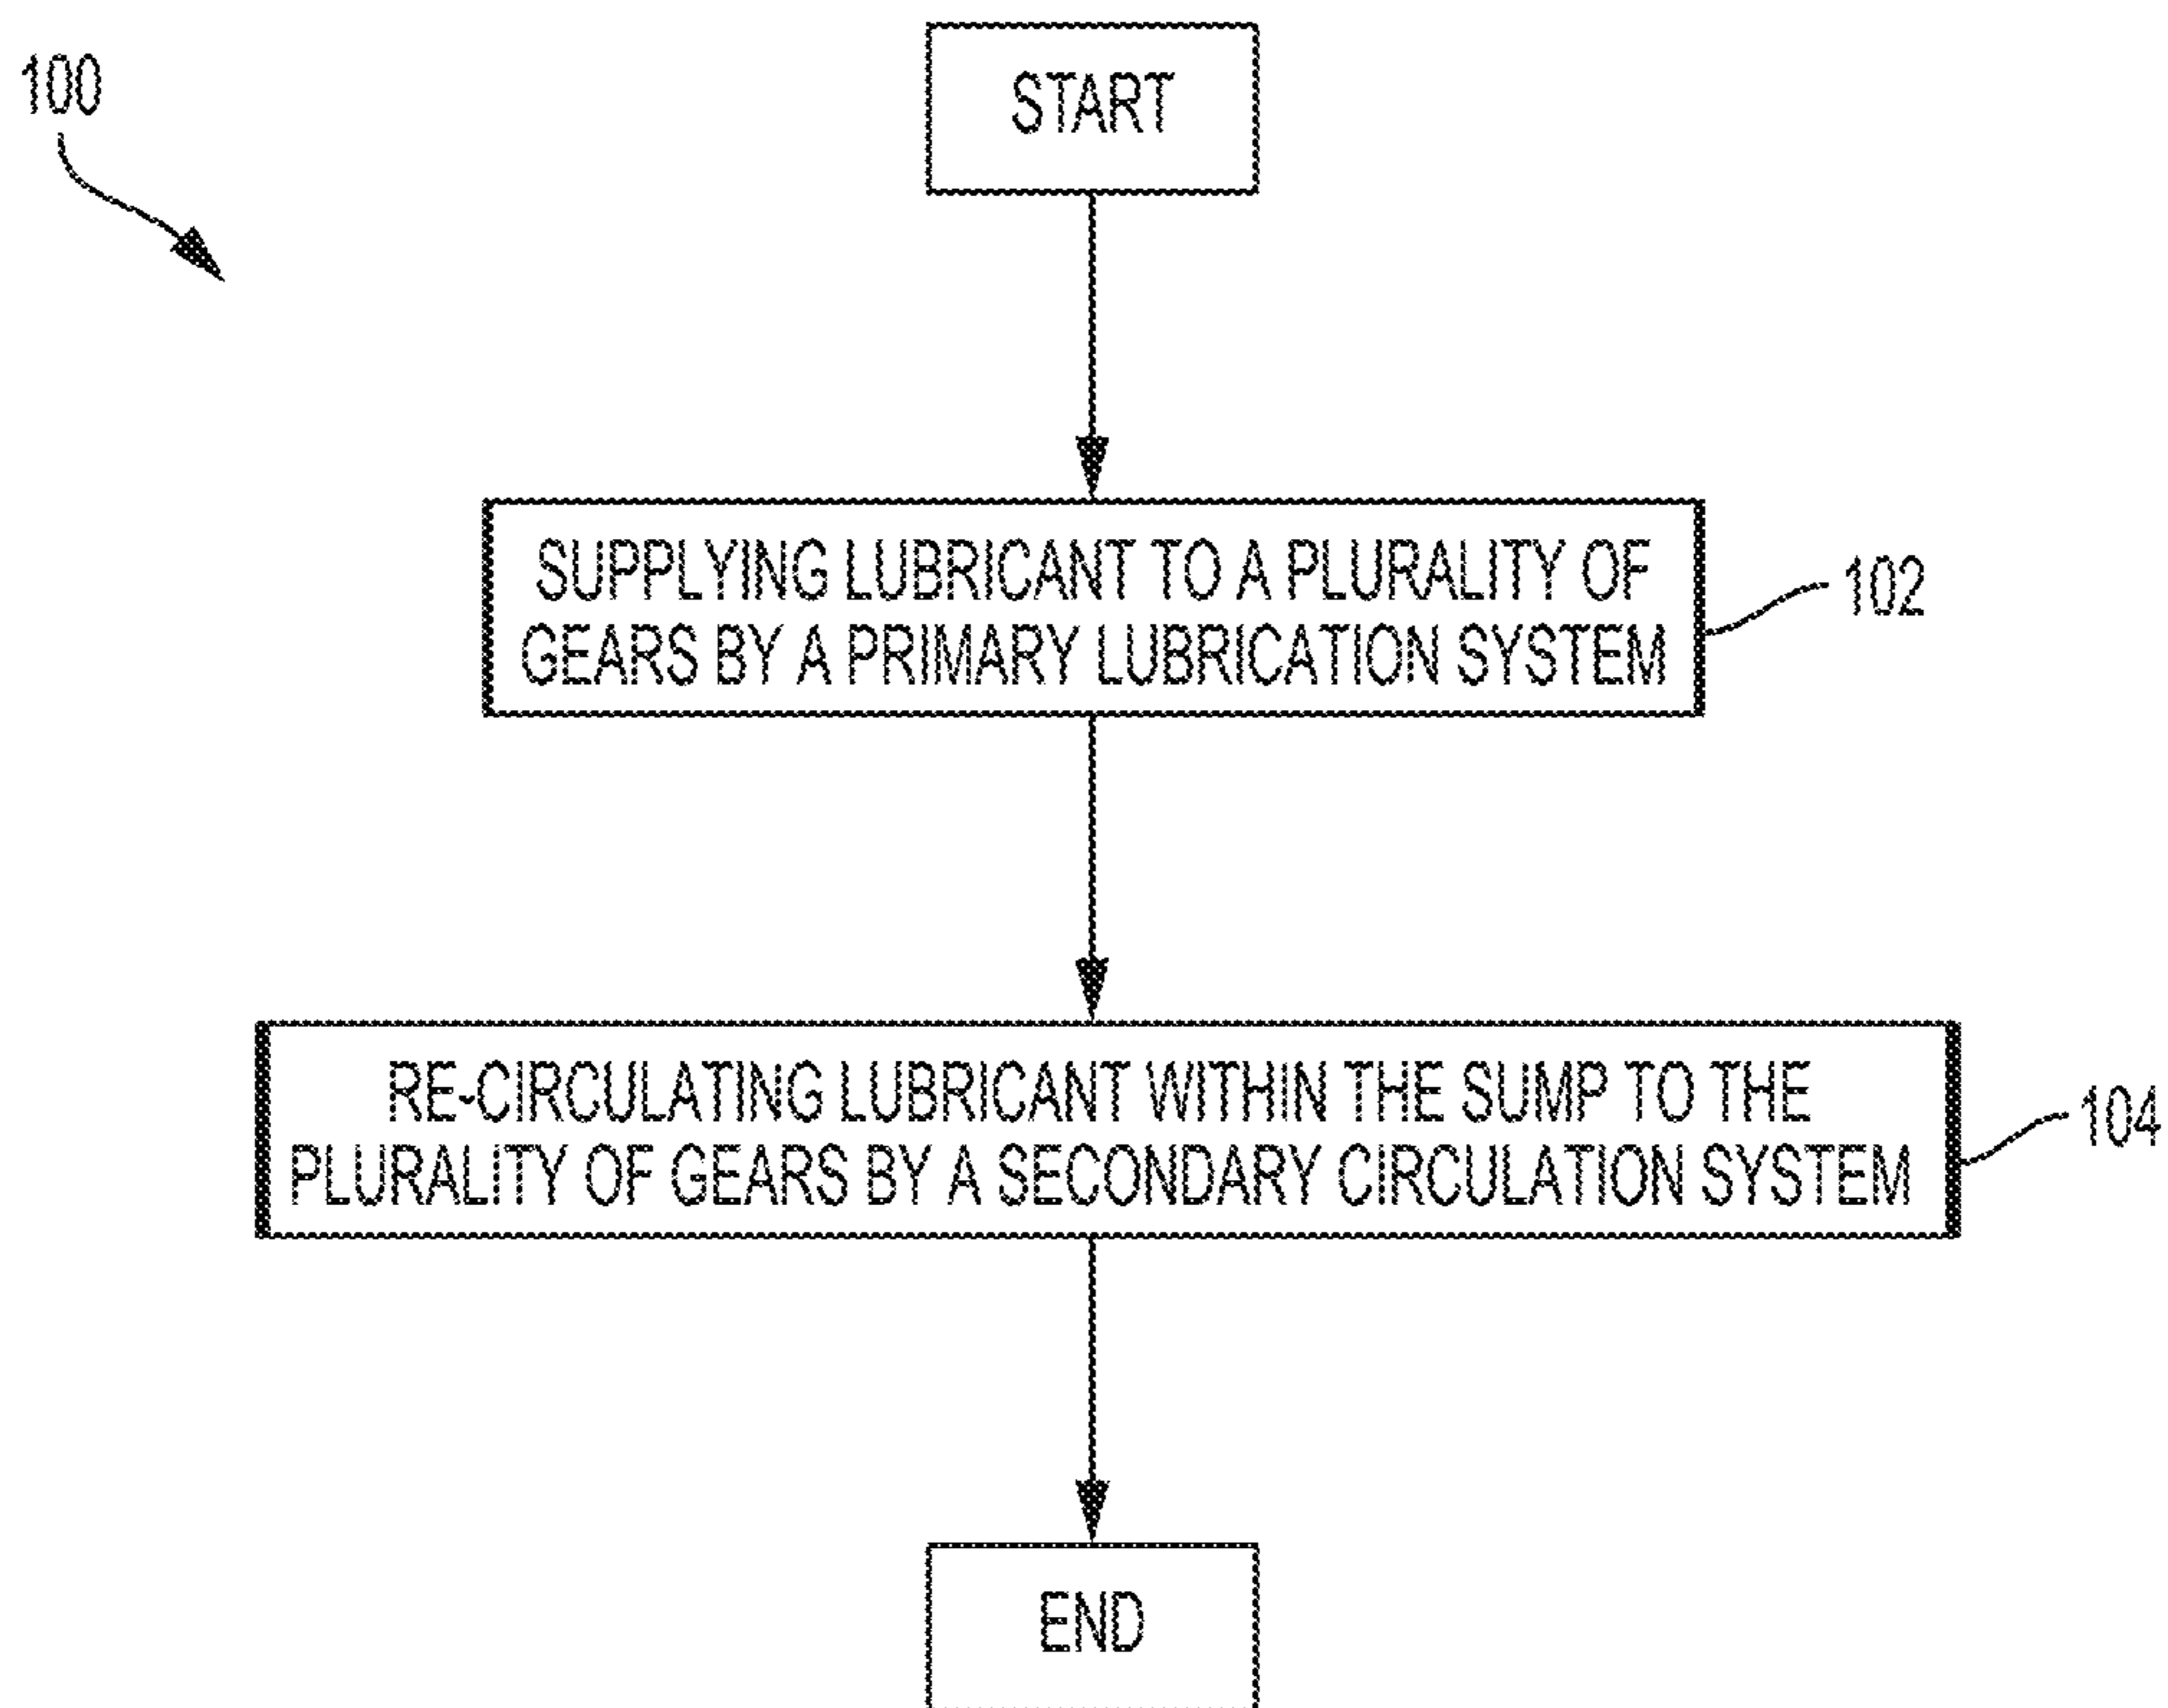 100
START
SUPPLYING LUBRICANT TO A PLURALITY OF
GEARS BY A PRIMARY LUBRICATION SYSTEM
102
RE-CIRCULATING LUBRICANT WITHIN THE SUMP TO THE
PLURALITY OF GEARS BY A SECONDARY CIRCULATION SYSTEM
104
END